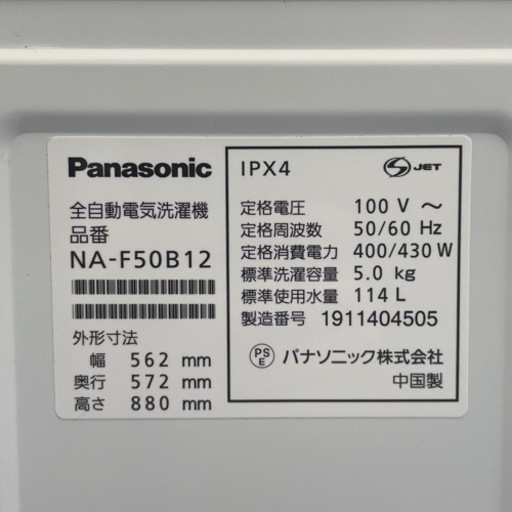 Panasonic
全自動電気洗濯機
品番
NA-F50B12
外形寸法
幅 562 mm
奥行 572 mm
高さ 880 mm
IPX4
S JET
定格電圧 100 V ～
定格周波数 50/60 Hz
定格消費電力 400/430 W
標準洗濯容量 5.0 kg
標準使用水量 114 L
製造番号 1911404505
PSE パナソニック株式会社
中国製